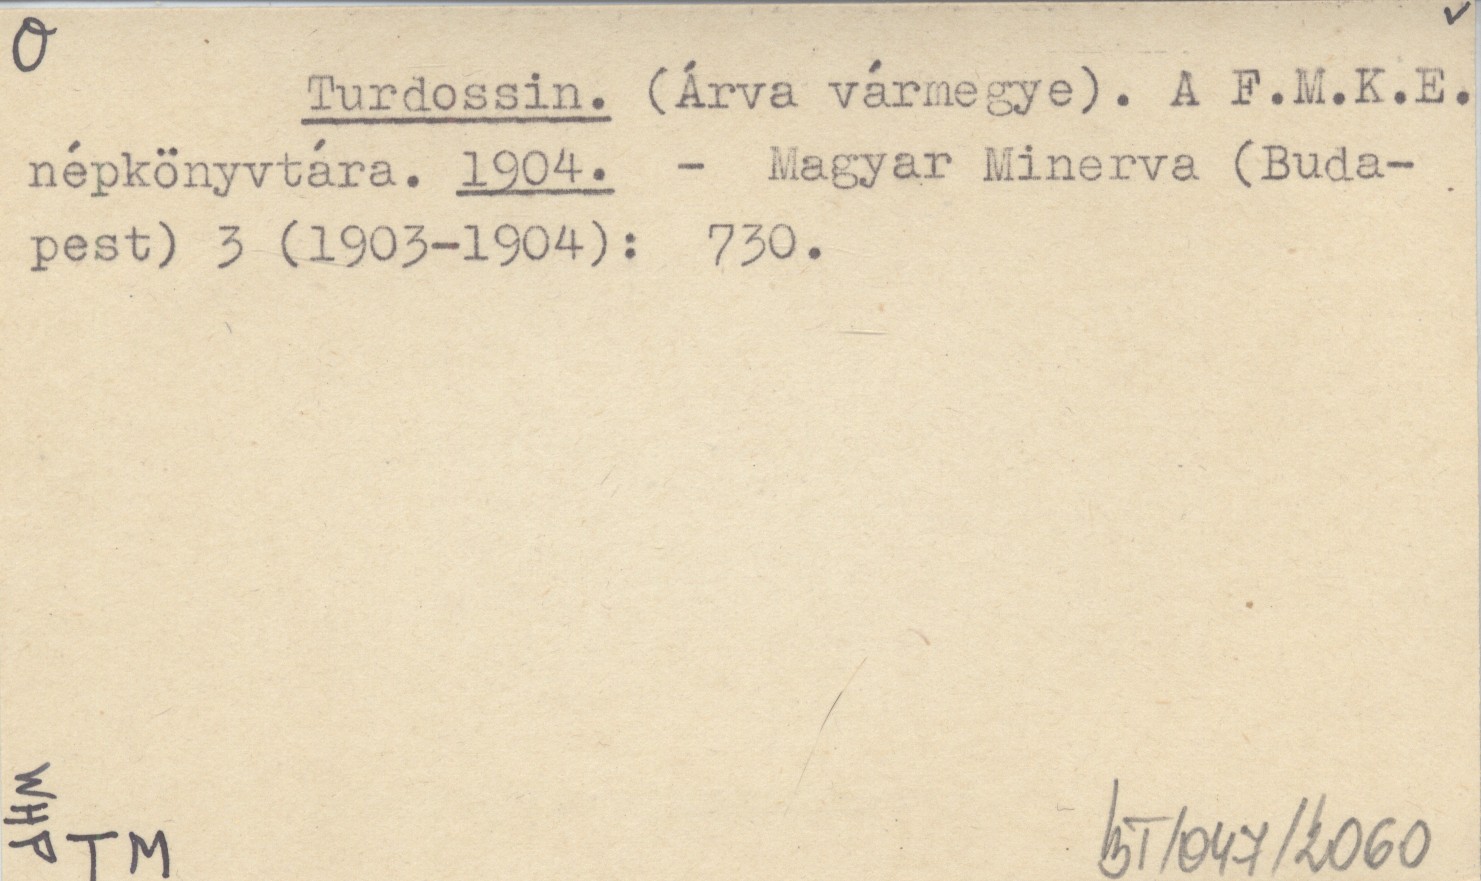 O
Turdossin. (Árva vármegye). A F.M.K.E.
népkönyvtára. 1904. - Magyar Minerva (Buda-
pest) 3 (1903-1904): 730.
WHP
TM
BT/047/2060